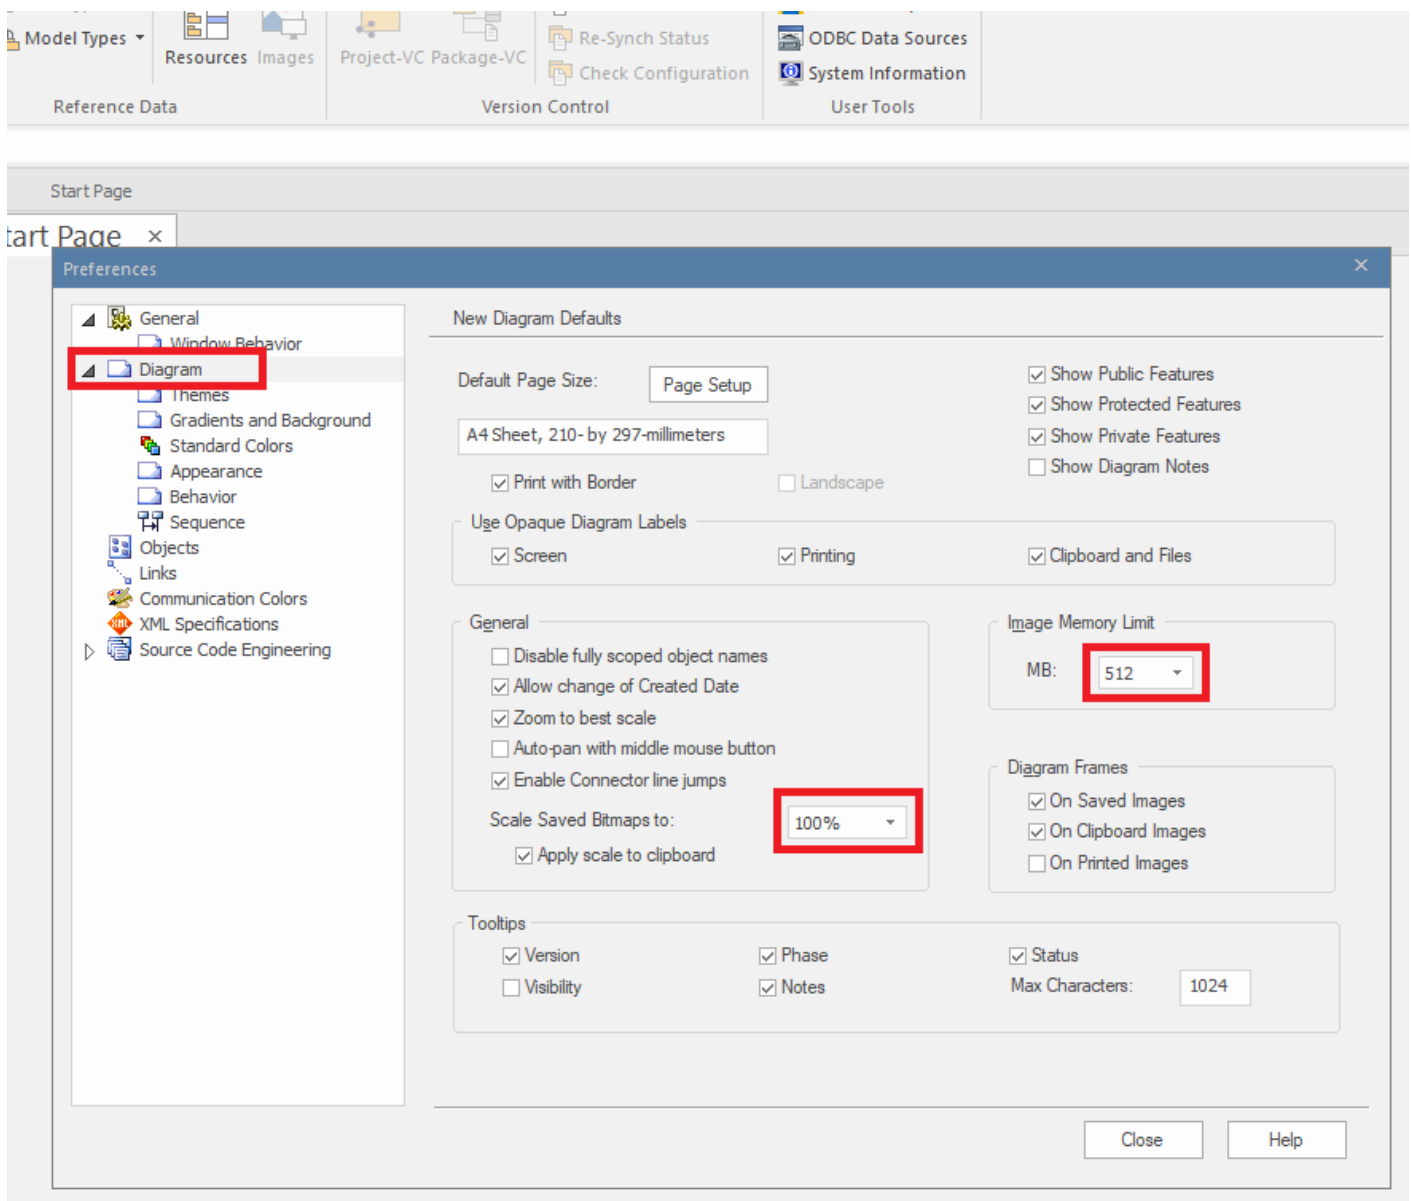 Model Types
Resources
Images
Project-VC
Package-VC
Re-Synch Status
Check Configuration
ODBC Data Sources
System Information
Reference Data
Version Control
User Tools
Start Page
tart Page
Preferences
General
Window Behavior
Diagram
Themes
Gradients and Background
Standard Colors
Appearance
Behavior
Sequence
Objects
Links
Communication Colors
XML Specifications
Source Code Engineering
New Diagram Defaults
Default Page Size:
Page Setup
A4 Sheet, 210- by 297-millimeters
Print with Border
Landscape
Show Public Features
Show Protected Features
Show Private Features
Show Diagram Notes
Use Opaque Diagram Labels
Screen
Printing
Clipboard and Files
General
Disable fully scoped object names
Allow change of Created Date
Zoom to best scale
Auto-pan with middle mouse button
Enable Connector line jumps
Scale Saved Bitmaps to:
100%
Apply scale to clipboard
Image Memory Limit
MB:
512
Diagram Frames
On Saved Images
On Clipboard Images
On Printed Images
Tooltips
Version
Phase
Status
Visibility
Notes
Max Characters:
1024
Close
Help